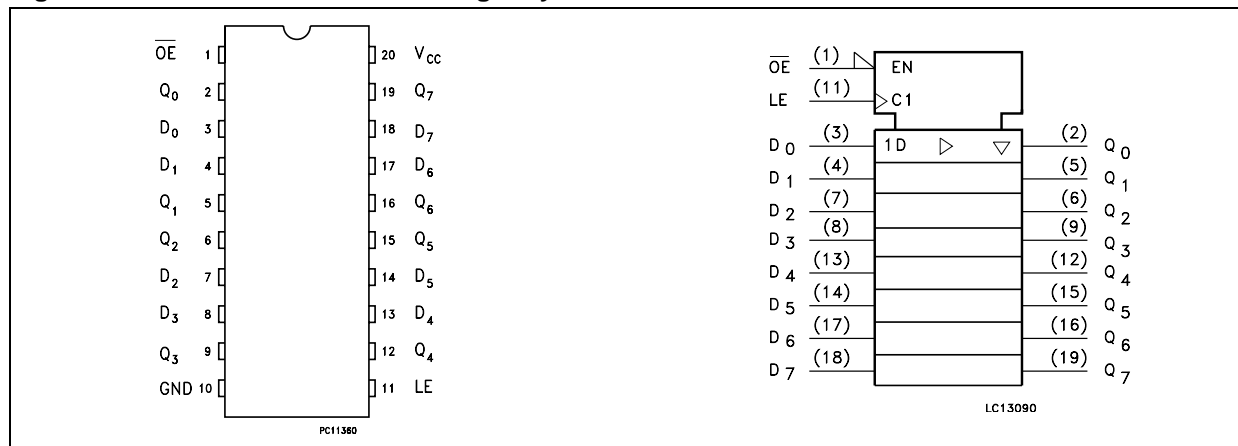 OE 1 20 VCC
Q0 2 19 Q7
D0 3 18 D7
D1 4 17 D6
Q1 5 16 Q6
Q2 6 15 Q5
D2 7 14 D5
D3 8 13 D4
Q3 9 12 Q4
GND 10 11 LE
PC11360
OE (1) EN
LE (11) C1
D0 (3) 1D (2) Q0
D1 (4) (5) Q1
D2 (7) (6) Q2
D3 (8) (9) Q3
D4 (13) (12) Q4
D5 (14) (15) Q5
D6 (17) (16) Q6
D7 (18) (19) Q7
LC13090